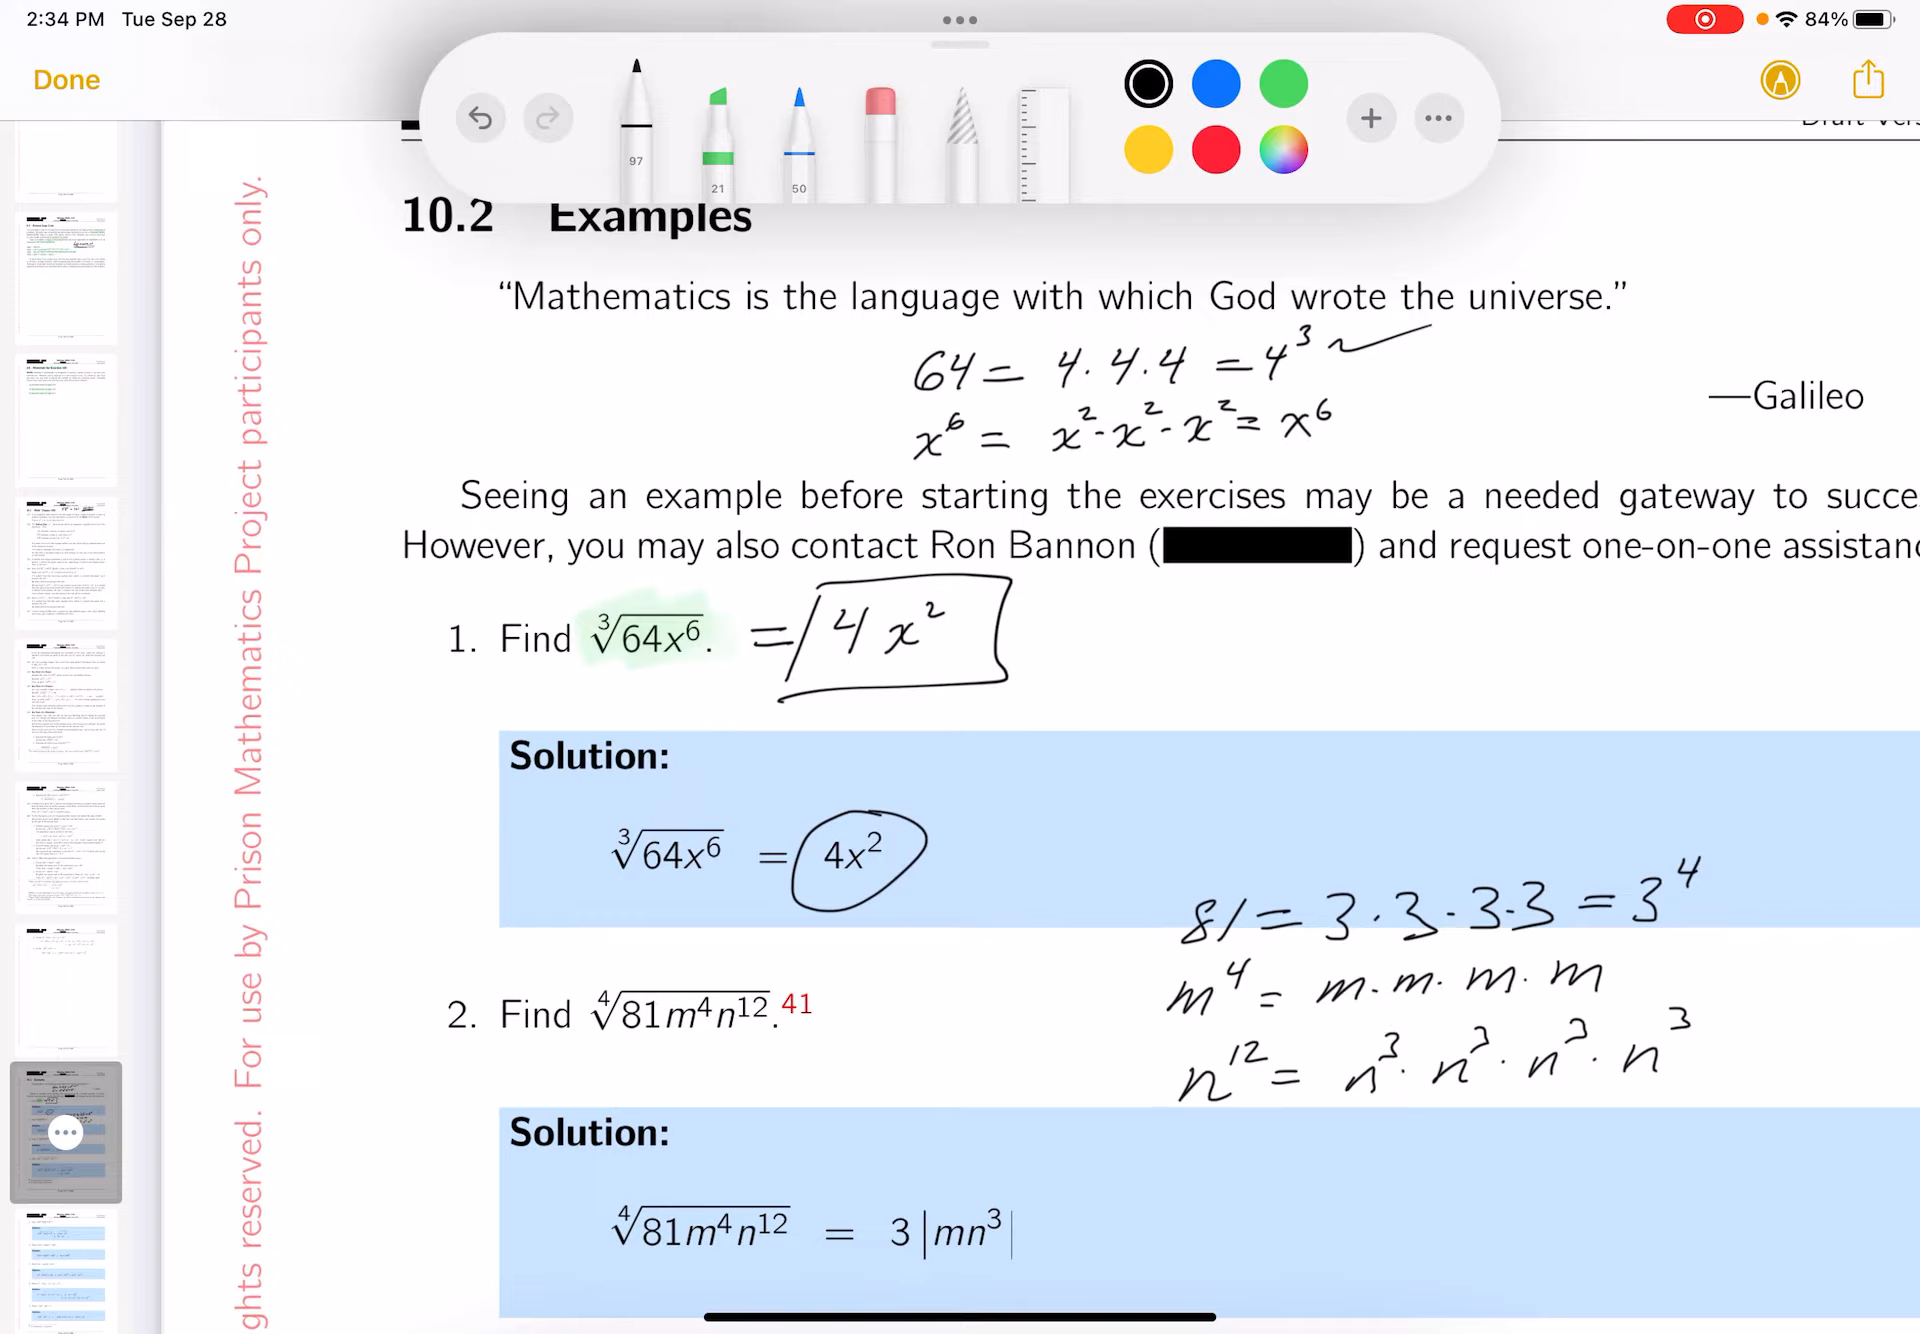 2:34 PM Tue Sep 28
84%
Done
97
21
50
10.2 Examples
“Mathematics is the language with which God wrote the universe.”
64 = 4·4·4 = 4³
—Galileo
x⁶ = x²·x²·x² = x⁶
Seeing an example before starting the exercises may be a needed gateway to succe
However, you may also contact Ron Bannon ( ) and request one-on-one assistanc
1. Find ∛64x⁶. = 4x²
Solution:
∛64x⁶ = 4x²
81 = 3·3·3·3 = 3⁴
m⁴ = m·m·m·m
2. Find ∜81m⁴n¹².⁴¹
n¹² = n³·n³·n³·n³
Solution:
∜81m⁴n¹² = 3|mn³|
ghts reserved. For use by Prison Mathematics Project participants only.